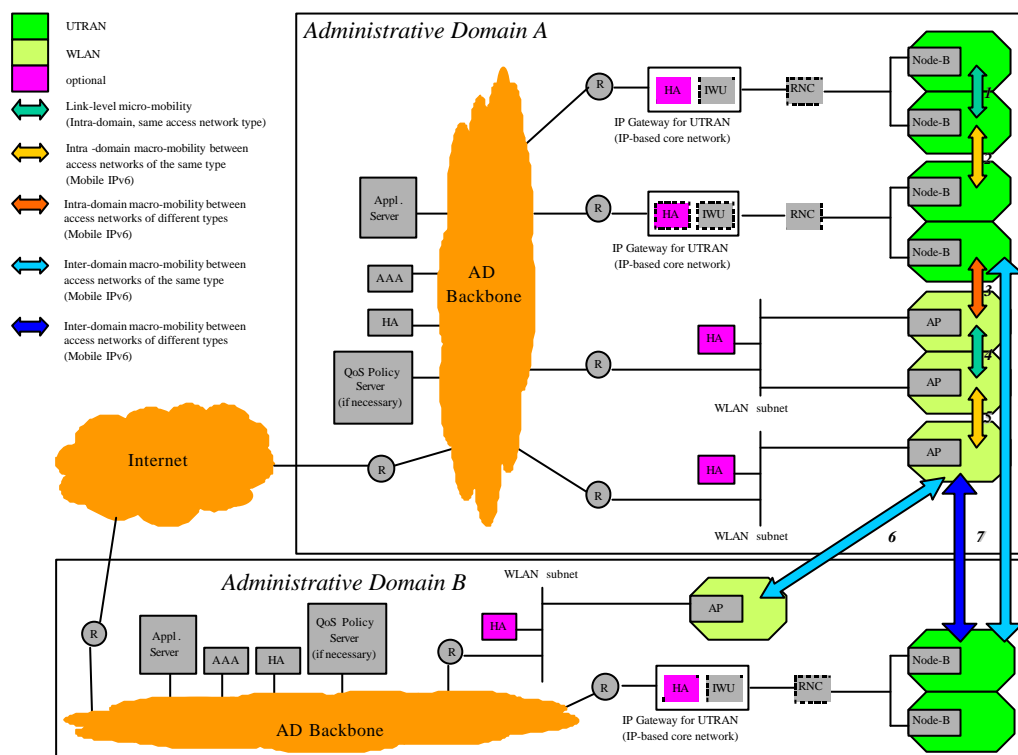 UTRAN
WLAN
optional
Link-level micro-mobility
(Intra-domain, same access network type)
Intra -domain macro-mobility between
access networks of the same type
(Mobile IPv6)
Intra-domain macro-mobility between
access networks of different types
(Mobile IPv6)
Inter-domain macro-mobility between
access networks of the same type
(Mobile IPv6)
Inter-domain macro-mobility between
access networks of different types
(Mobile IPv6)
Administrative Domain A
R
HA
IWU
IP Gateway for UTRAN
(IP-based core network)
RNC
Node-B
Node-B
1
2
Appl.
Server
R
HA
IWU
IP Gateway for UTRAN
(IP-based core network)
RNC
Node-B
Node-B
3
AAA
HA
QoS Policy
Server
(if necessary)
AD
Backbone
R
HA
WLAN subnet
AP
AP
4
5
Internet
R
R
HA
WLAN subnet
AP
6
7
Administrative Domain B
WLAN subnet
R
Appl.
Server
AAA
HA
QoS Policy
Server
(if necessary)
R
HA
AP
R
HA
IWU
IP Gateway for UTRAN
(IP-based core network)
RNC
Node-B
Node-B
AD Backbone